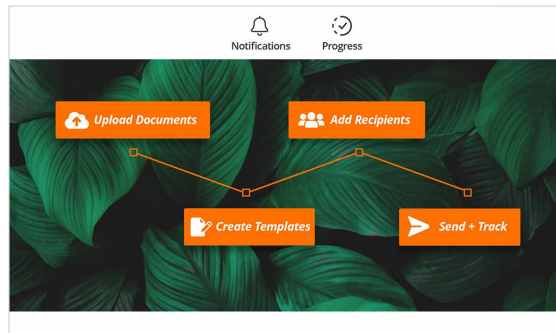 Notifications
Progress
Upload Documents
Add Recipients
Create Templates
Send + Track